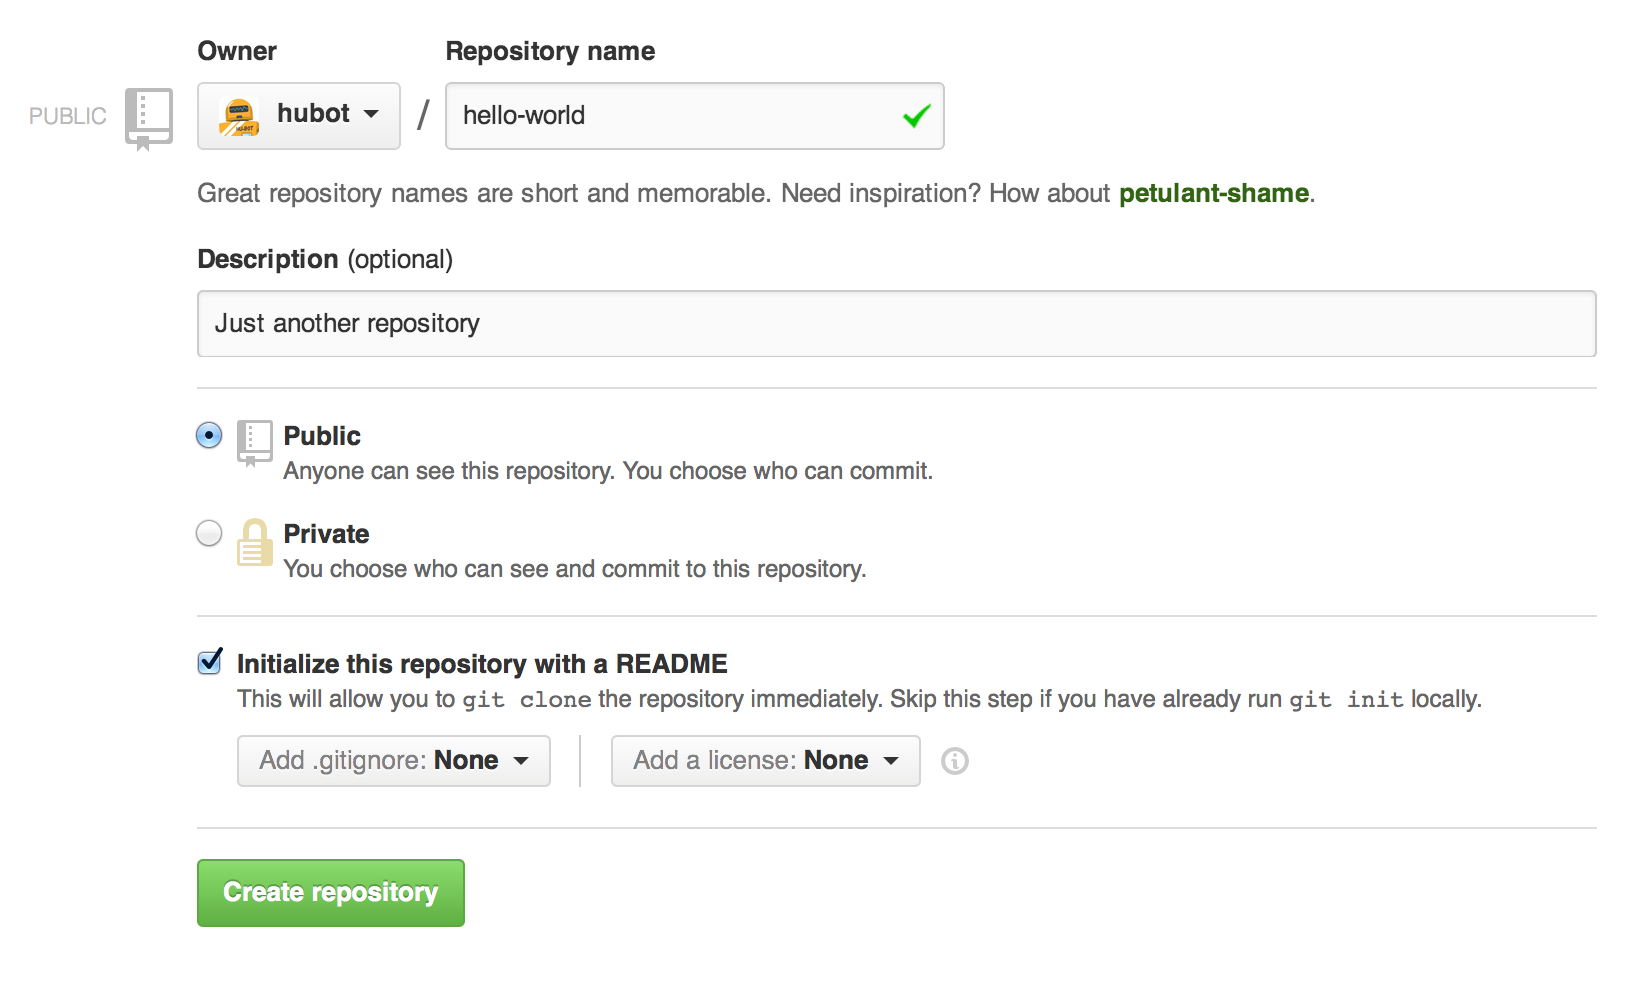 Owner
Repository name
PUBLIC
hubot / hello-world
Great repository names are short and memorable. Need inspiration? How about petulant-shame.
Description (optional)
Just another repository
Public
Anyone can see this repository. You choose who can commit.
Private
You choose who can see and commit to this repository.
Initialize this repository with a README
This will allow you to git clone the repository immediately. Skip this step if you have already run git init locally.
Add .gitignore: None
Add a license: None
Create repository